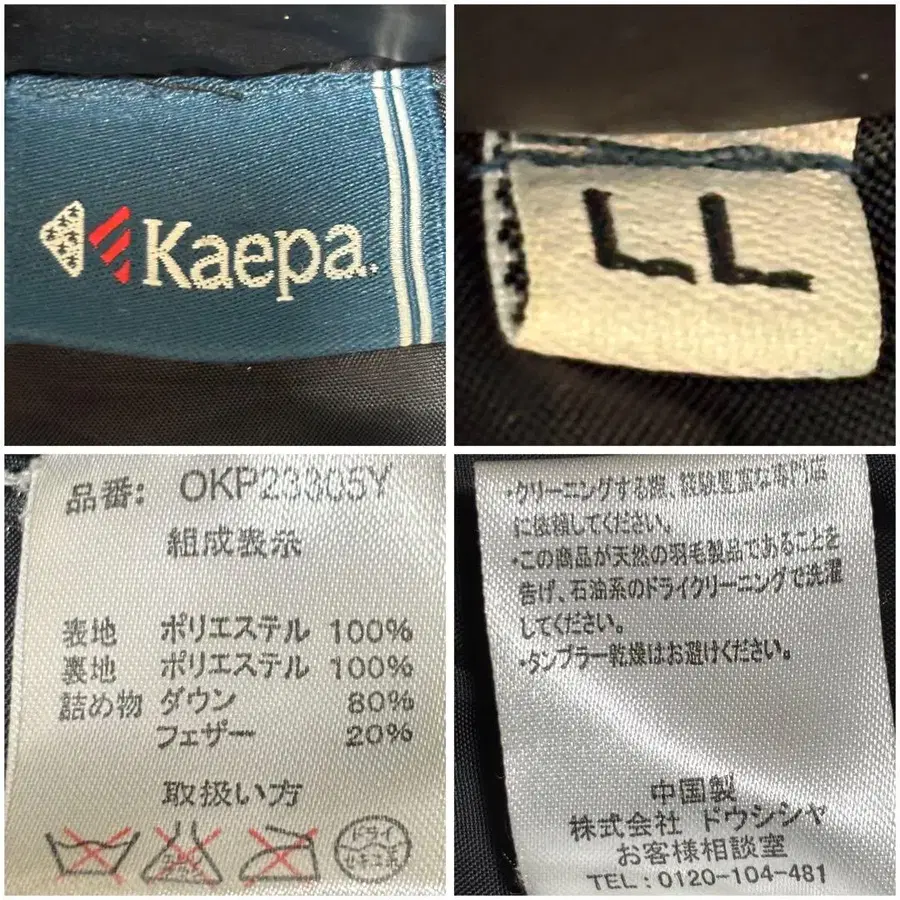 Kaepa.
LL
品番: OKP23305Y
組成表示
表地 ポリエステル 100%
裏地 ポリエステル 100%
詰め物 ダウン 80%
フェザー 20%
取扱い方
ドライ
セキユ系
・クリーニングする際、経験豊富な専門店
に依頼してください。
・この商品が天然の羽毛製品であることを
告げ、石油系のドライクリーニングで洗濯
してください。
・タンブラー乾燥はお避けください。
中国製
株式会社 ドウシシャ
お客様相談室
TEL:0120-104-481